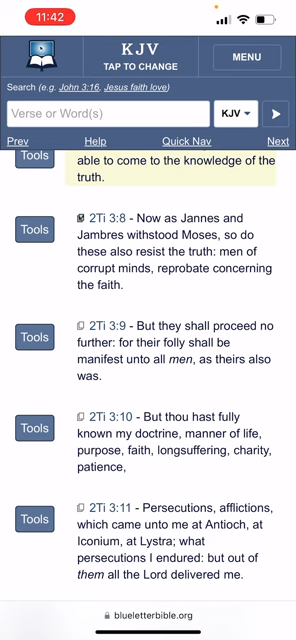 11:42
KJV
TAP TO CHANGE
MENU
Search (e.g. John 3:16, Jesus faith love)
Verse or Word(s)
KJV
Prev
Help
Quick Nav
Next
Tools
able to come to the knowledge of the
truth.
Tools
2Ti 3:8 - Now as Jannes and
Jambres withstood Moses, so do
these also resist the truth: men of
corrupt minds, reprobate concerning
the faith.
Tools
2Ti 3:9 - But they shall proceed no
further: for their folly shall be
manifest unto all men, as theirs also
was.
Tools
2Ti 3:10 - But thou hast fully
known my doctrine, manner of life,
purpose, faith, longsuffering, charity,
patience,
Tools
2Ti 3:11 - Persecutions, afflictions,
which came unto me at Antioch, at
Iconium, at Lystra; what
persecutions I endured: but out of
them all the Lord delivered me.
blueletterbible.org